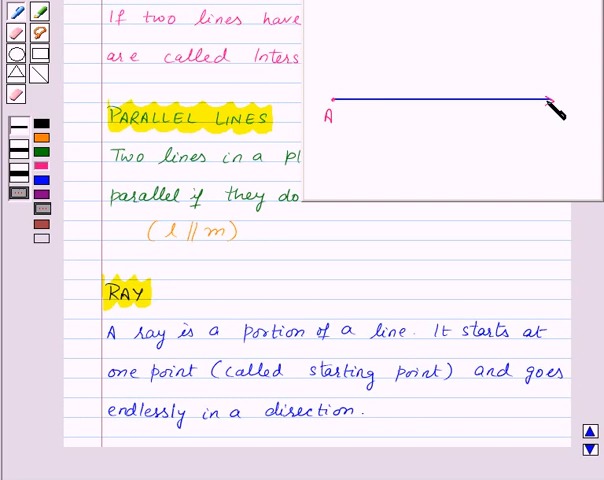 If two lines have
are called Inters
A
PARALLEL LINES
Two lines in a pl
parallel if they do
(l || m)
RAY
A ray is a portion of a line. It starts at
one point (called starting point) and goes
endlessly in a direction.